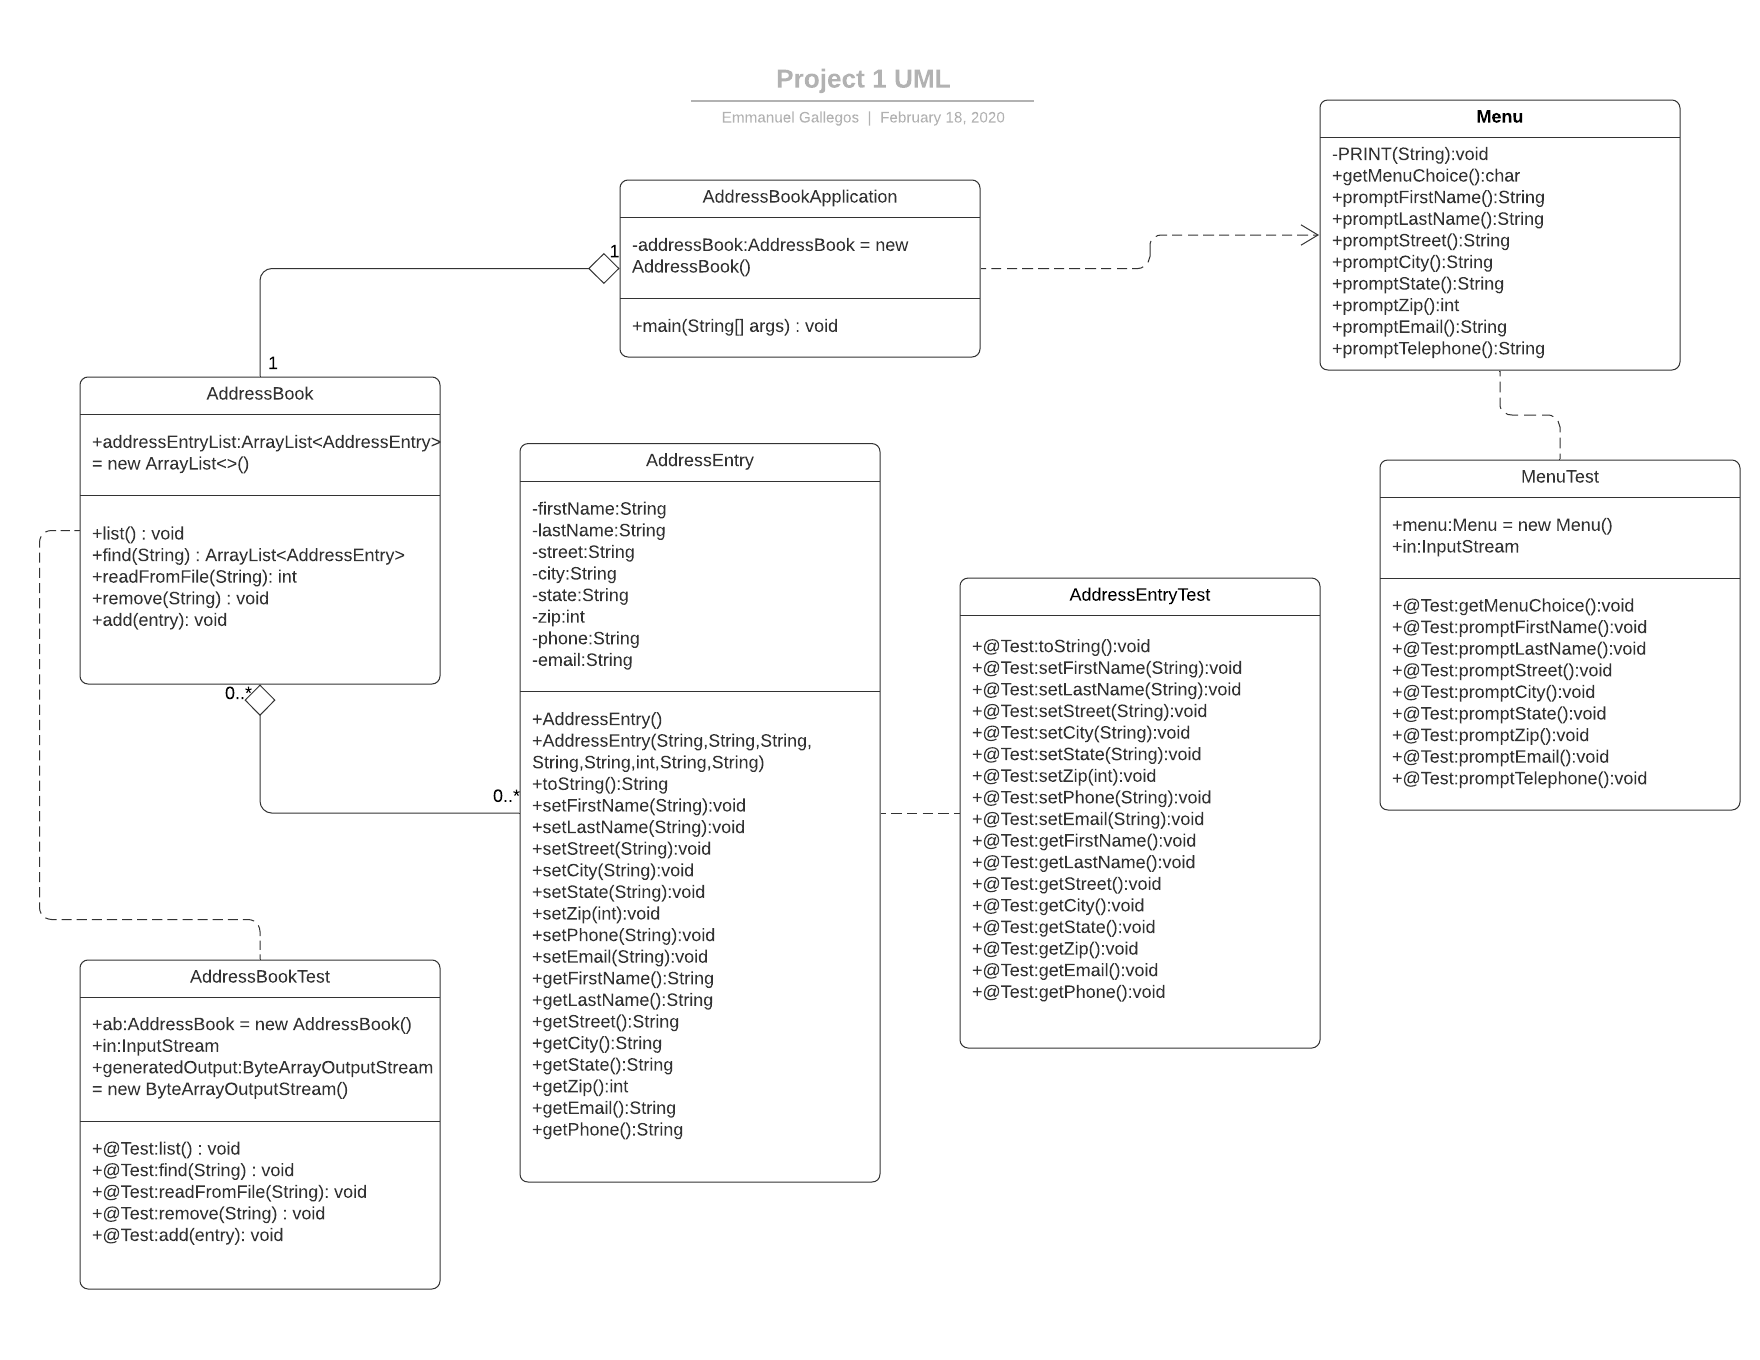 Project 1 UML
Emmanuel Gallegos | February 18, 2020
Menu
-PRINT(String):void
+getMenuChoice():char
+promptFirstName():String
+promptLastName():String
+promptStreet():String
+promptCity():String
+promptState():String
+promptZip():int
+promptEmail():String
+promptTelephone():String
AddressBookApplication
-addressBook:AddressBook = new
AddressBook()
+main(String[] args) : void
1
1
AddressBook
+addressEntryList:ArrayList<AddressEntry>
= new ArrayList<>()
+list() : void
+find(String) : ArrayList<AddressEntry>
+readFromFile(String): int
+remove(String) : void
+add(entry): void
0..*
0..*
AddressEntry
-firstName:String
-lastName:String
-street:String
-city:String
-state:String
-zip:int
-phone:String
-email:String
+AddressEntry()
+AddressEntry(String,String,String,
String,String,int,String,String)
+toString():String
+setFirstName(String):void
+setLastName(String):void
+setStreet(String):void
+setCity(String):void
+setState(String):void
+setZip(int):void
+setPhone(String):void
+setEmail(String):void
+getFirstName():String
+getLastName():String
+getStreet():String
+getCity():String
+getState():String
+getZip():int
+getEmail():String
+getPhone():String
AddressEntryTest
+@Test:toString():void
+@Test:setFirstName(String):void
+@Test:setLastName(String):void
+@Test:setStreet(String):void
+@Test:setCity(String):void
+@Test:setState(String):void
+@Test:setZip(int):void
+@Test:setPhone(String):void
+@Test:setEmail(String):void
+@Test:getFirstName():void
+@Test:getLastName():void
+@Test:getStreet():void
+@Test:getCity():void
+@Test:getState():void
+@Test:getZip():void
+@Test:getEmail():void
+@Test:getPhone():void
MenuTest
+menu:Menu = new Menu()
+in:InputStream
+@Test:getMenuChoice():void
+@Test:promptFirstName():void
+@Test:promptLastName():void
+@Test:promptStreet():void
+@Test:promptCity():void
+@Test:promptState():void
+@Test:promptZip():void
+@Test:promptEmail():void
+@Test:promptTelephone():void
AddressBookTest
+ab:AddressBook = new AddressBook()
+in:InputStream
+generatedOutput:ByteArrayOutputStream
= new ByteArrayOutputStream()
+@Test:list() : void
+@Test:find(String) : void
+@Test:readFromFile(String): void
+@Test:remove(String) : void
+@Test:add(entry): void